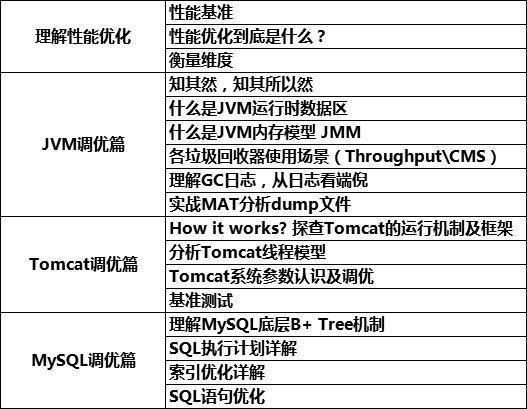 理解性能优化
性能基准
性能优化到底是什么？
衡量维度
JVM调优篇
知其然，知其所以然
什么是JVM运行时数据区
什么是JVM内存模型 JMM
各垃圾回收器使用场景（Throughput\CMS）
理解GC日志，从日志看端倪
实战MAT分析dump文件
Tomcat调优篇
How it works? 探查Tomcat的运行机制及框架
分析Tomcat线程模型
Tomcat系统参数认识及调优
基准测试
MySQL调优篇
理解MySQL底层B+ Tree机制
SQL执行计划详解
索引优化详解
SQL语句优化